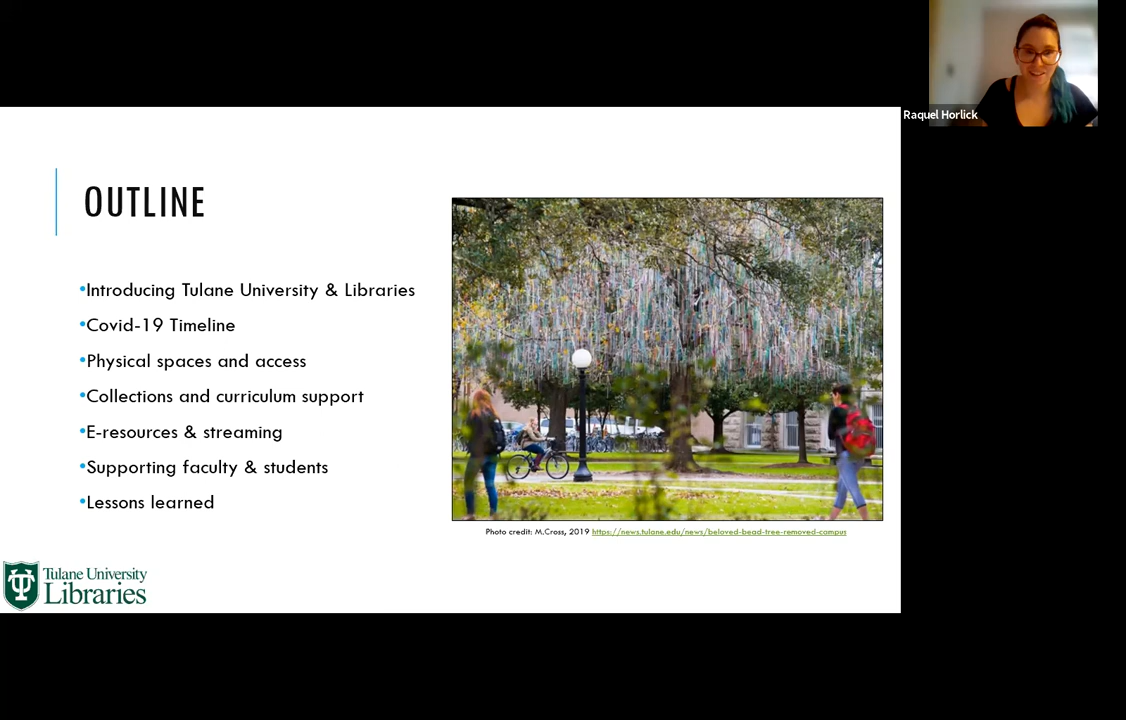 Raquel Horlick
OUTLINE
•Introducing Tulane University & Libraries
•Covid-19 Timeline
•Physical spaces and access
•Collections and curriculum support
•E-resources & streaming
•Supporting faculty & students
•Lessons learned
Photo credit: M.Cross, 2019 https://news.tulane.edu/news/beloved-bead-tree-removed-campus
Tulane University
Libraries